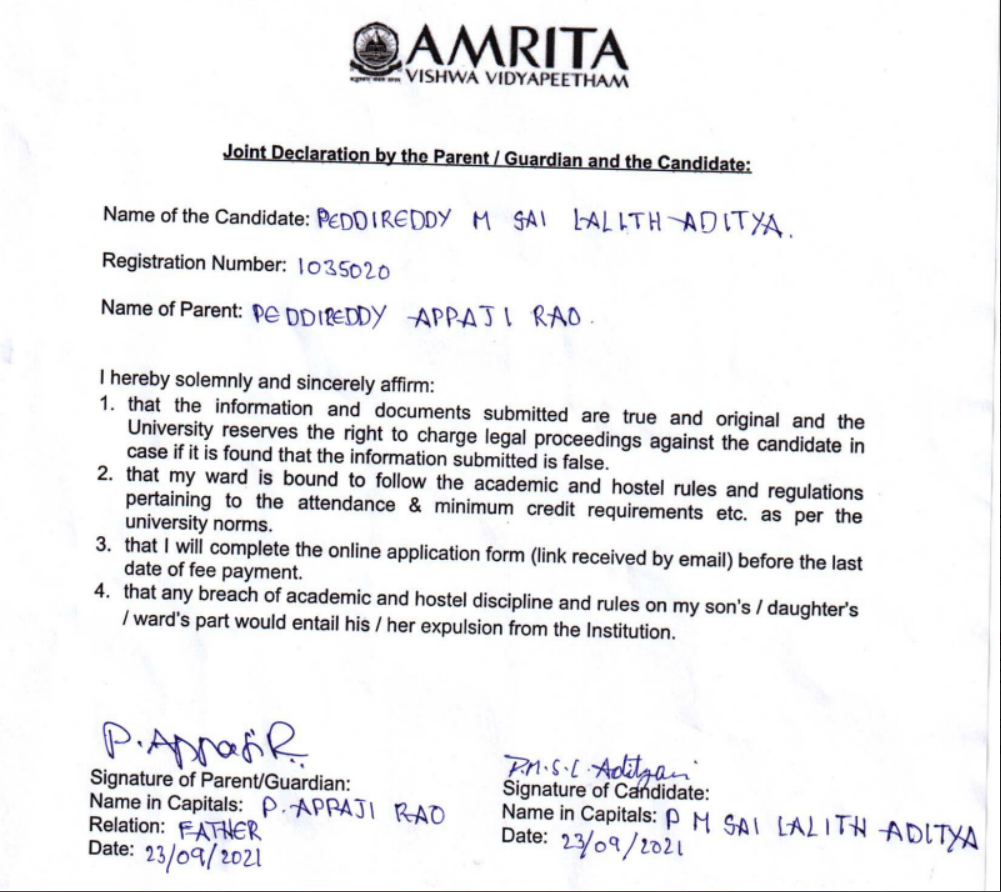 AMRITA
VISHWA VIDYAPEETHAM
Joint Declaration by the Parent / Guardian and the Candidate:
Name of the Candidate: PEDDIREDDY M SAI LALITH ADITYA.
Registration Number: 1035020
Name of Parent: PEDDIREDDY APPAJI RAO.
I hereby solemnly and sincerely affirm:
1. that the information and documents submitted are true and original and the
University reserves the right to charge legal proceedings against the candidate in
case if it is found that the information submitted is false.
2. that my ward is bound to follow the academic and hostel rules and regulations
pertaining to the attendance & minimum credit requirements etc. as per the
university norms.
3. that I will complete the online application form (link received by email) before the last
date of fee payment.
4. that any breach of academic and hostel discipline and rules on my son's / daughter's
/ ward's part would entail his / her expulsion from the Institution.
P. Appaji R
Signature of Parent/Guardian:
Name in Capitals: P. APPAJI RAO
Relation: FATHER
Date: 23/09/2021
P.M.S.L.
Signature of Candidate:
Name in Capitals: P M SAI LALITH ADITYA
Date: 23/09/2021